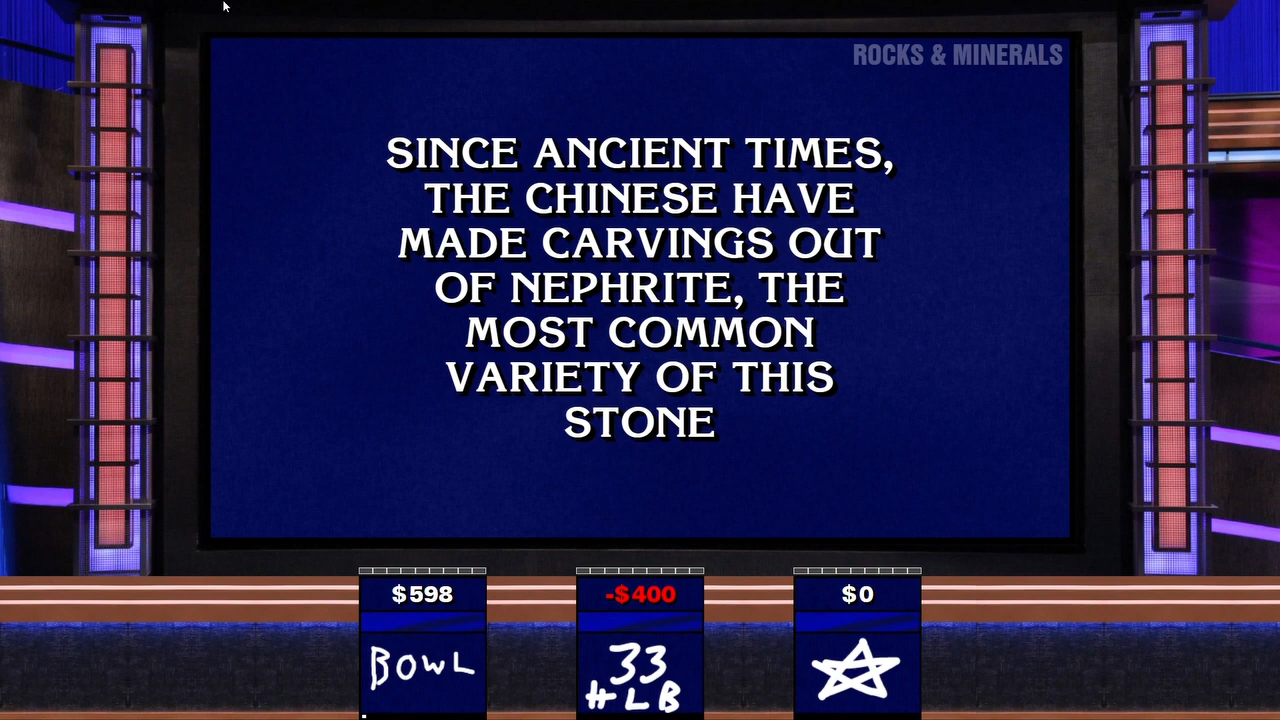 ROCKS & MINERALS
SINCE ANCIENT TIMES,
THE CHINESE HAVE
MADE CARVINGS OUT
OF NEPHRITE, THE
MOST COMMON
VARIETY OF THIS
STONE
$598
-$400
$0
BOWL
33
HLB